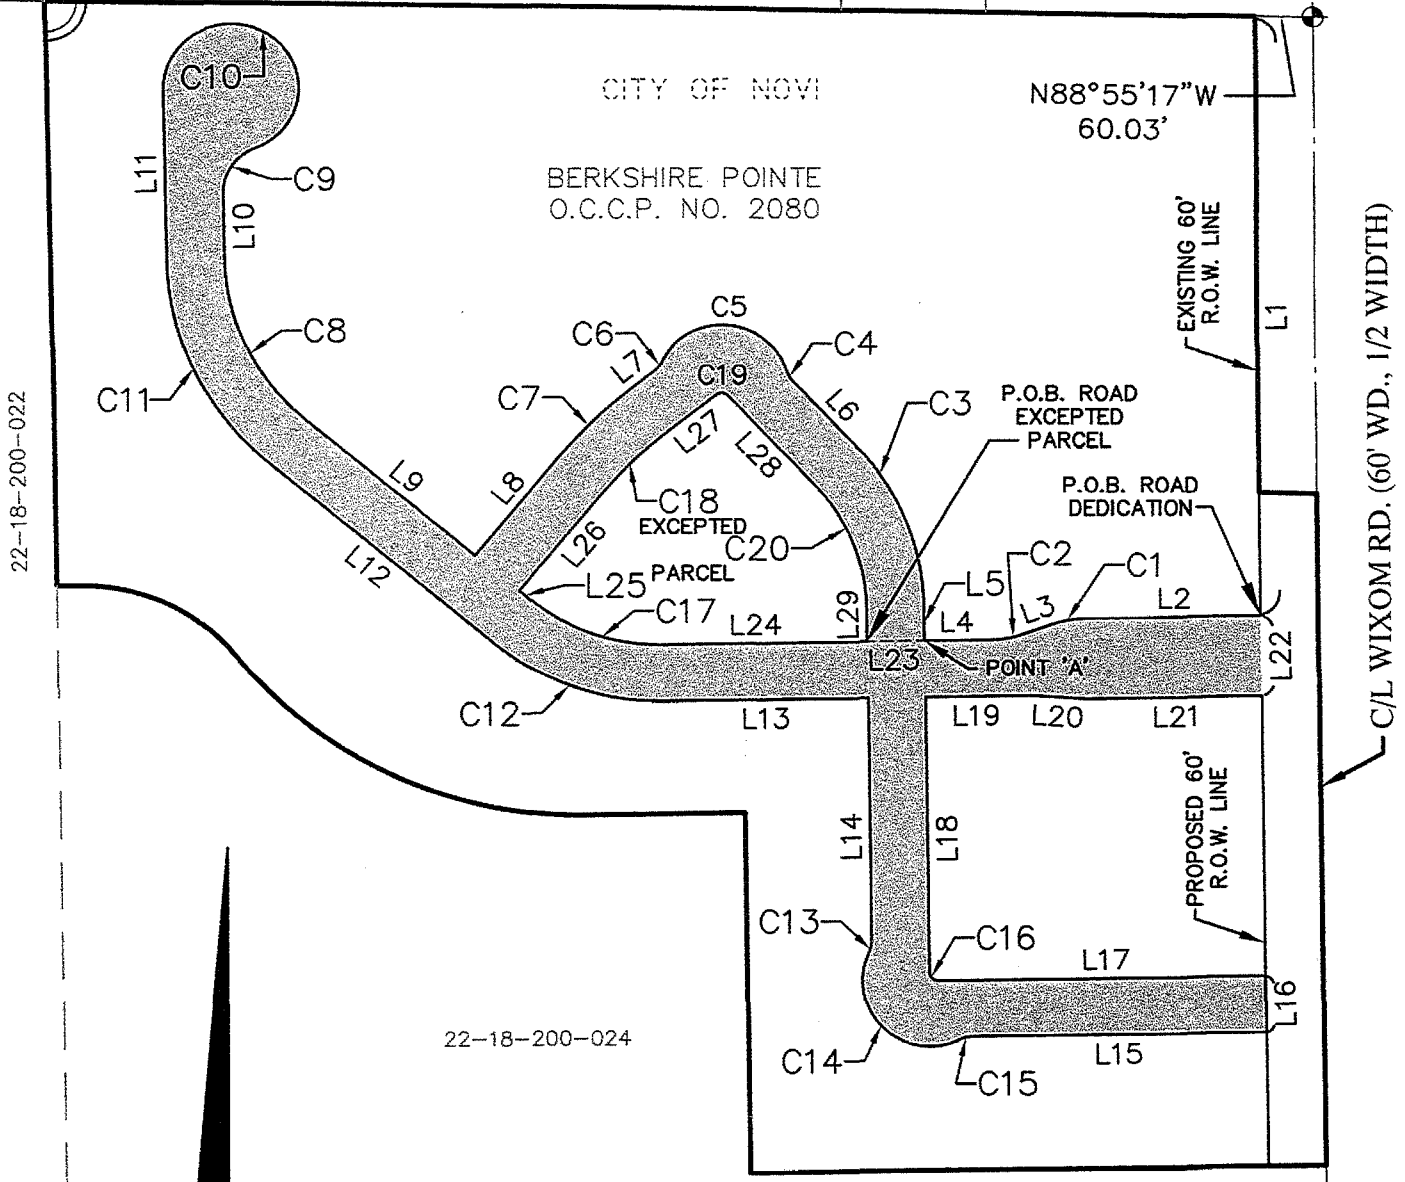 C10
CITY OF NOVI
N88°55'17"W
60.03'
L11
C9
BERKSHIRE POINTE
O.C.C.P. NO. 2080
L10
EXISTING 60'
R.O.W. LINE
L1
C/L WIXOM RD. (60' WD., 1/2 WIDTH)
C8
C5
C6
C4
L7
C19
C11
C7
L6
C3
P.O.B. ROAD
EXCEPTED
PARCEL
22-18-200-022
L27
L28
L9
L8
C18
EXCEPTED
P.O.B. ROAD
DEDICATION
L12
L26
C20
L25
PARCEL
C2
C1
L5
L29
C17
L24
L4
L3
L2
L23
POINT 'A'
L22
C12
L13
L19
L20
L21
L14
L18
PROPOSED 60'
R.O.W. LINE
C13
C16
L17
L16
22-18-200-024
C14
C15
L15